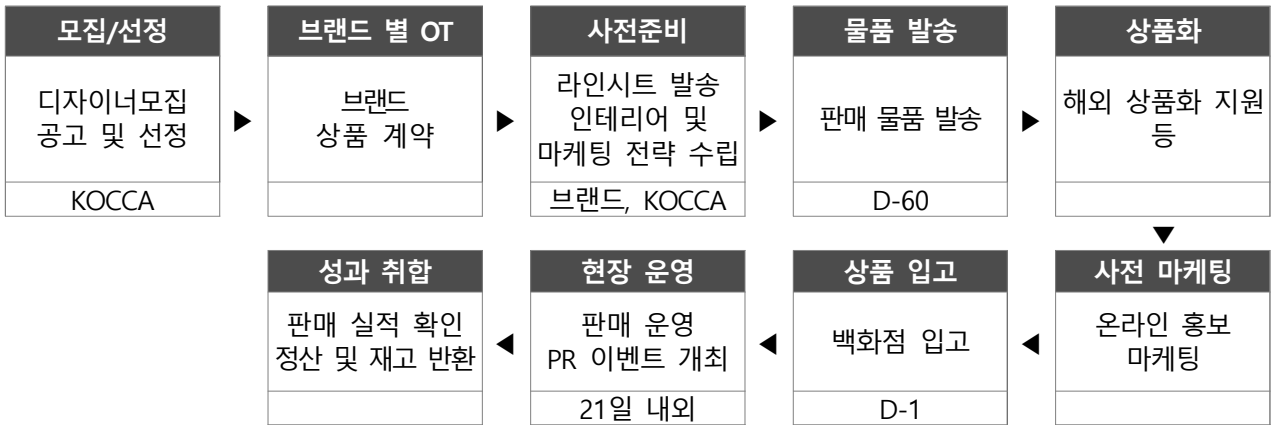 모집/선정
디자이너모집
공고 및 선정
KOCCA
▶
브랜드 별 OT
브랜드
상품 계약
▶
사전준비
라인시트 발송
인테리어 및
마케팅 전략 수립
브랜드, KOCCA
▶
물품 발송
판매 물품 발송
D-60
▶
상품화
해외 상품화 지원
등
▼
사전 마케팅
온라인 홍보
마케팅
◀
상품 입고
백화점 입고
D-1
◀
현장 운영
판매 운영
PR 이벤트 개최
21일 내외
◀
성과 취합
판매 실적 확인
정산 및 재고 반환